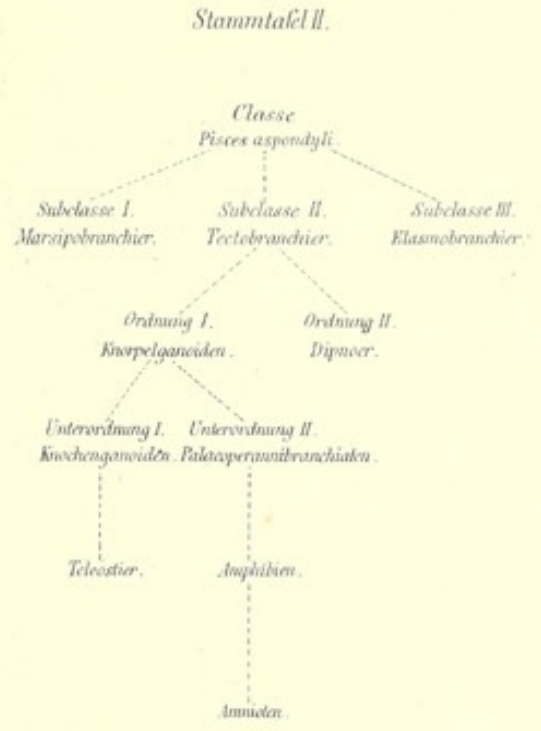 Stammtafel II.
Classe
Pisces aspondyli.
Subclasse I. Subclasse II. Subclasse III.
Marsipobranchier. Tectobranchier. Elasmobranchier.
Ordnung I. Ordnung II.
Knorpelganoiden. Dipnoer.
Unterordnung I. Unterordnung II.
Knochenganoiden. Palaeoperannibranchiaten.
Teleostier. Amphibien.
Amnioten.